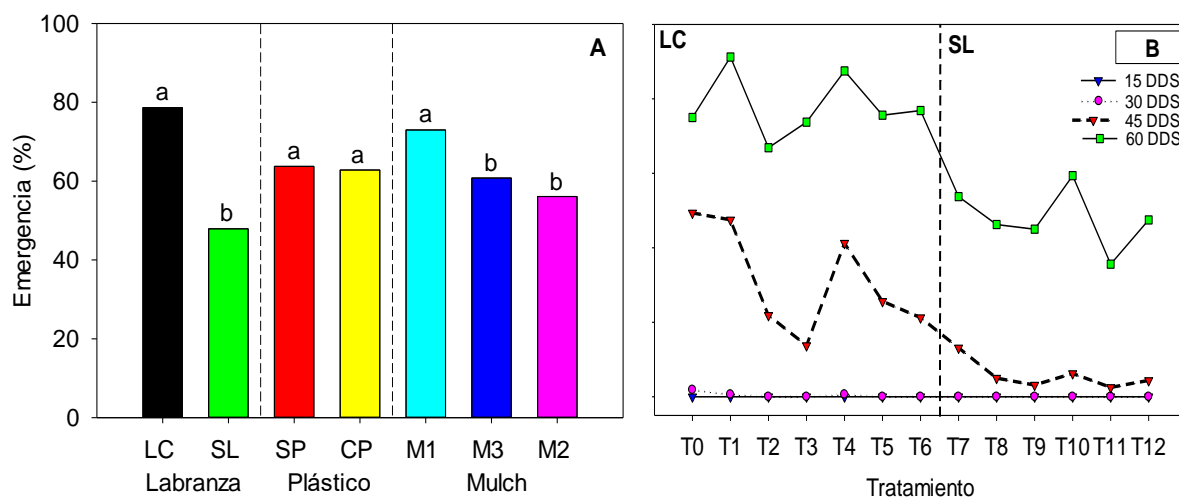 A
Emergencia (%)
100
80
60
40
20
0
a
b
a
a
a
b
b
LC SL SP CP M1 M3 M2
Labranza Plástico Mulch
LC SL B
15 DDS
30 DDS
45 DDS
60 DDS
T0 T1 T2 T3 T4 T5 T6 T7 T8 T9 T10 T11 T12
Tratamiento